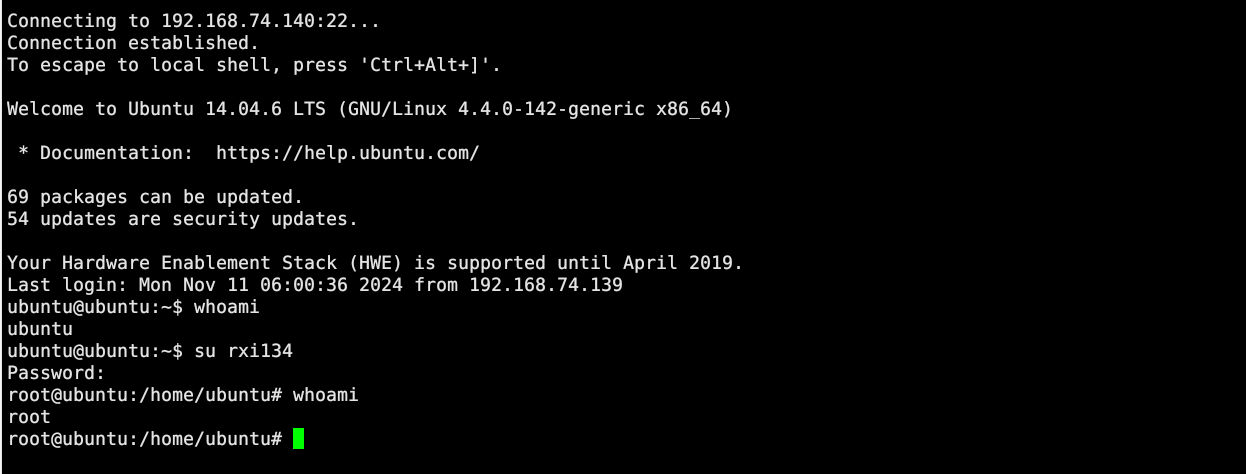 Connecting to 192.168.74.140:22...
Connection established.
To escape to local shell, press 'Ctrl+Alt+]'.
Welcome to Ubuntu 14.04.6 LTS (GNU/Linux 4.4.0-142-generic x86_64)
 * Documentation:  https://help.ubuntu.com/
69 packages can be updated.
54 updates are security updates.
Your Hardware Enablement Stack (HWE) is supported until April 2019.
Last login: Mon Nov 11 06:00:36 2024 from 192.168.74.139
ubuntu@ubuntu:~$ whoami
ubuntu
ubuntu@ubuntu:~$ su rxi134
Password:
root@ubuntu:/home/ubuntu# whoami
root
root@ubuntu:/home/ubuntu#